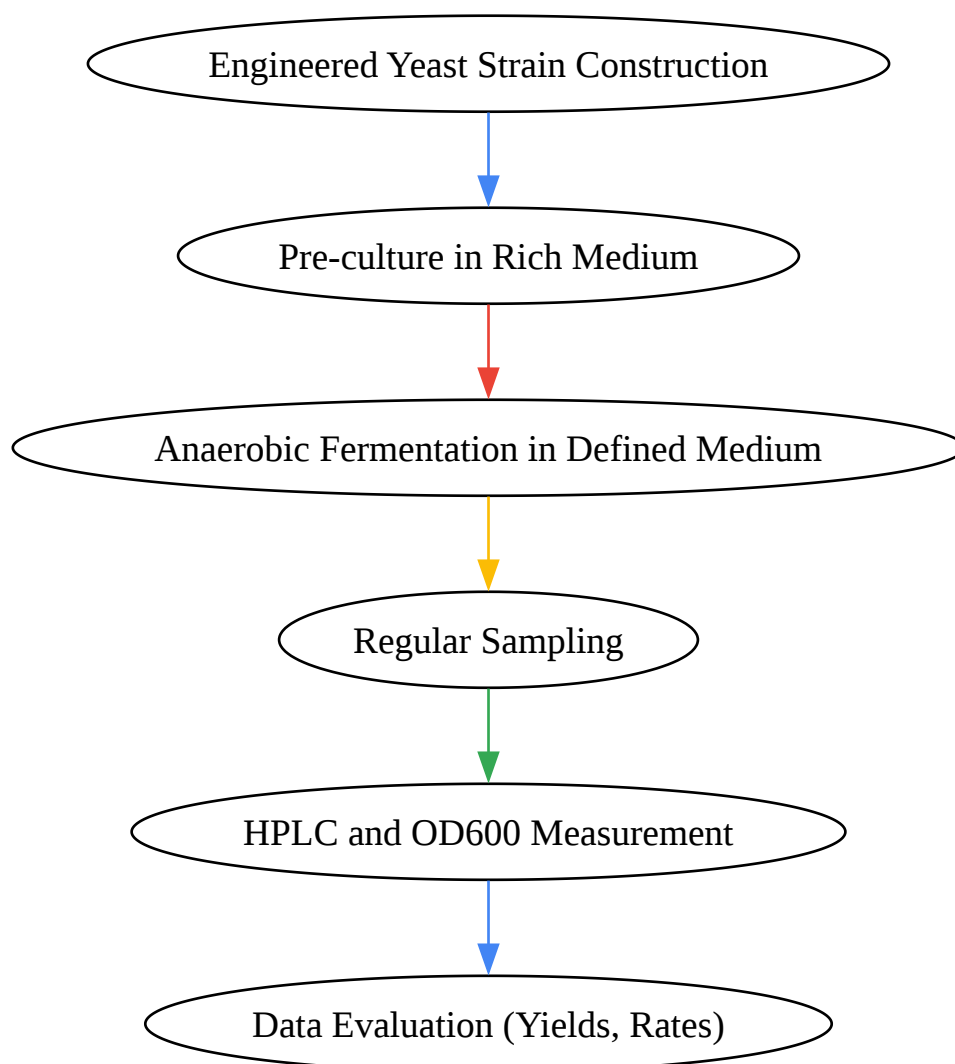 Engineered Yeast Strain Construction
Pre-culture in Rich Medium
Anaerobic Fermentation in Defined Medium
Regular Sampling
HPLC and OD600 Measurement
Data Evaluation (Yields, Rates)